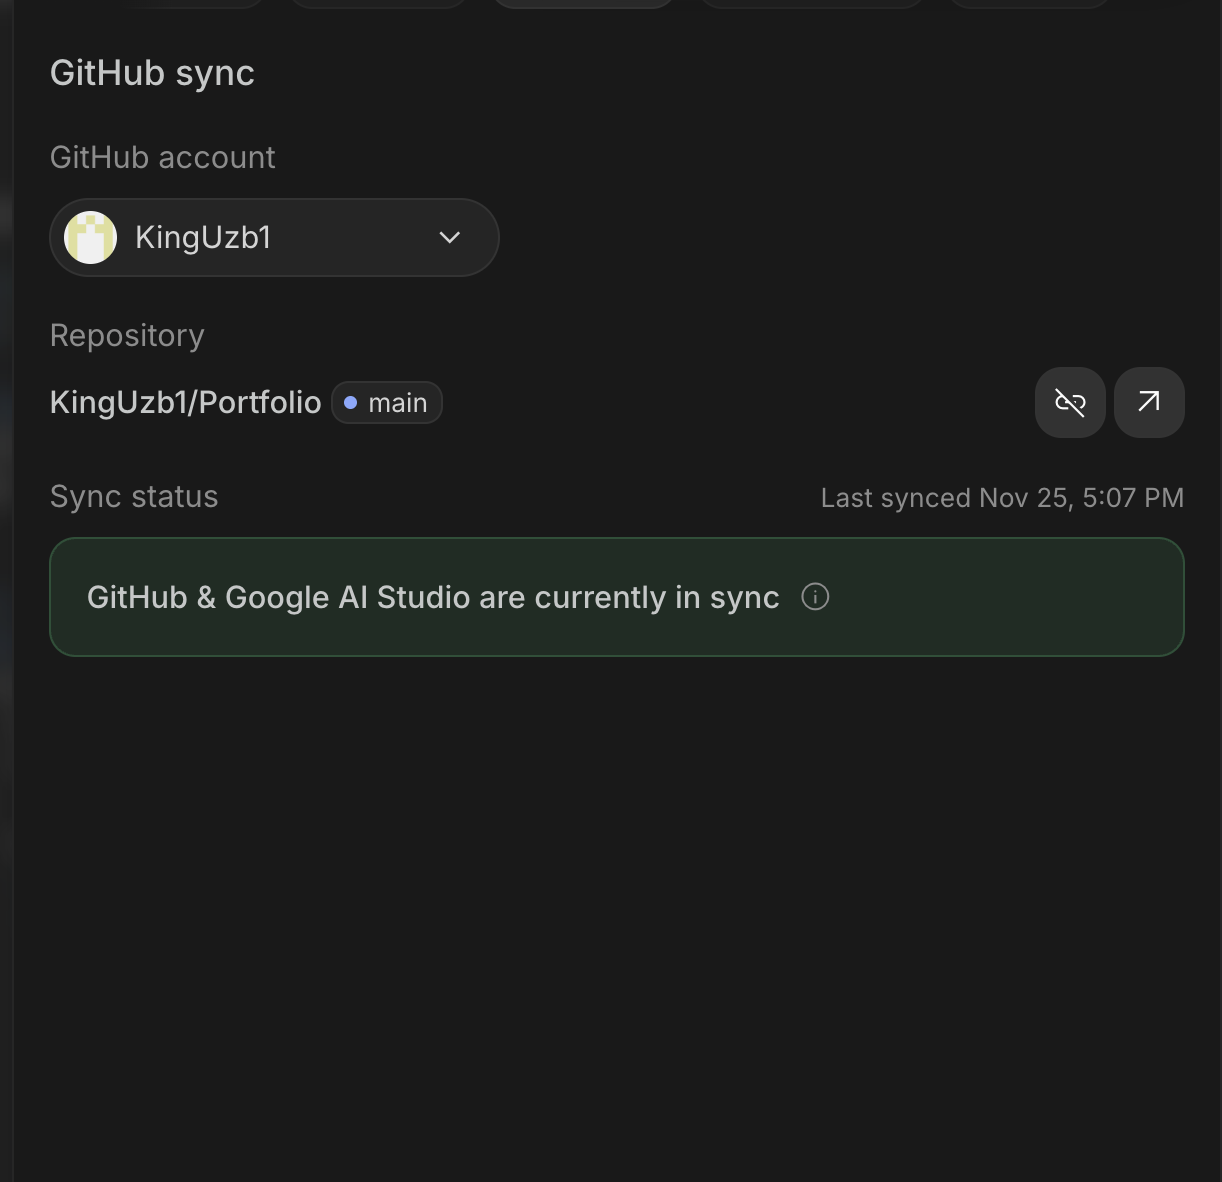 GitHub sync
GitHub account
KingUzb1
Repository
KingUzb1/Portfolio main
Sync status
Last synced Nov 25, 5:07 PM
GitHub & Google AI Studio are currently in sync